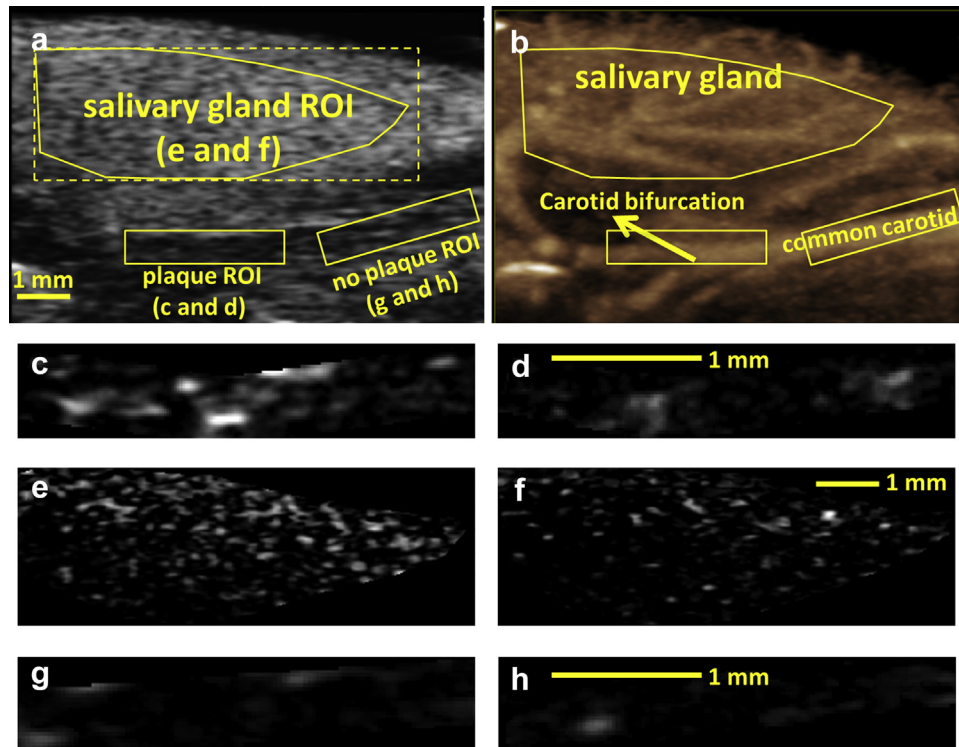 a
salivary gland ROI
(e and f)
plaque ROI
(c and d)
no plaque ROI
(g and h)
1 mm
b
salivary gland
Carotid bifurcation
common carotid
c
d
1 mm
e
f
1 mm
g
h
1 mm